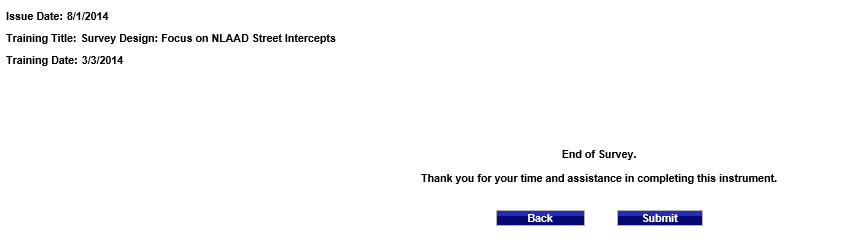 Issue Date: 8/1/2014
Training Title: Survey Design: Focus on NLAAD Street Intercepts
Training Date: 3/3/2014
End of Survey.
Thank you for your time and assistance in completing this instrument.
Back Submit